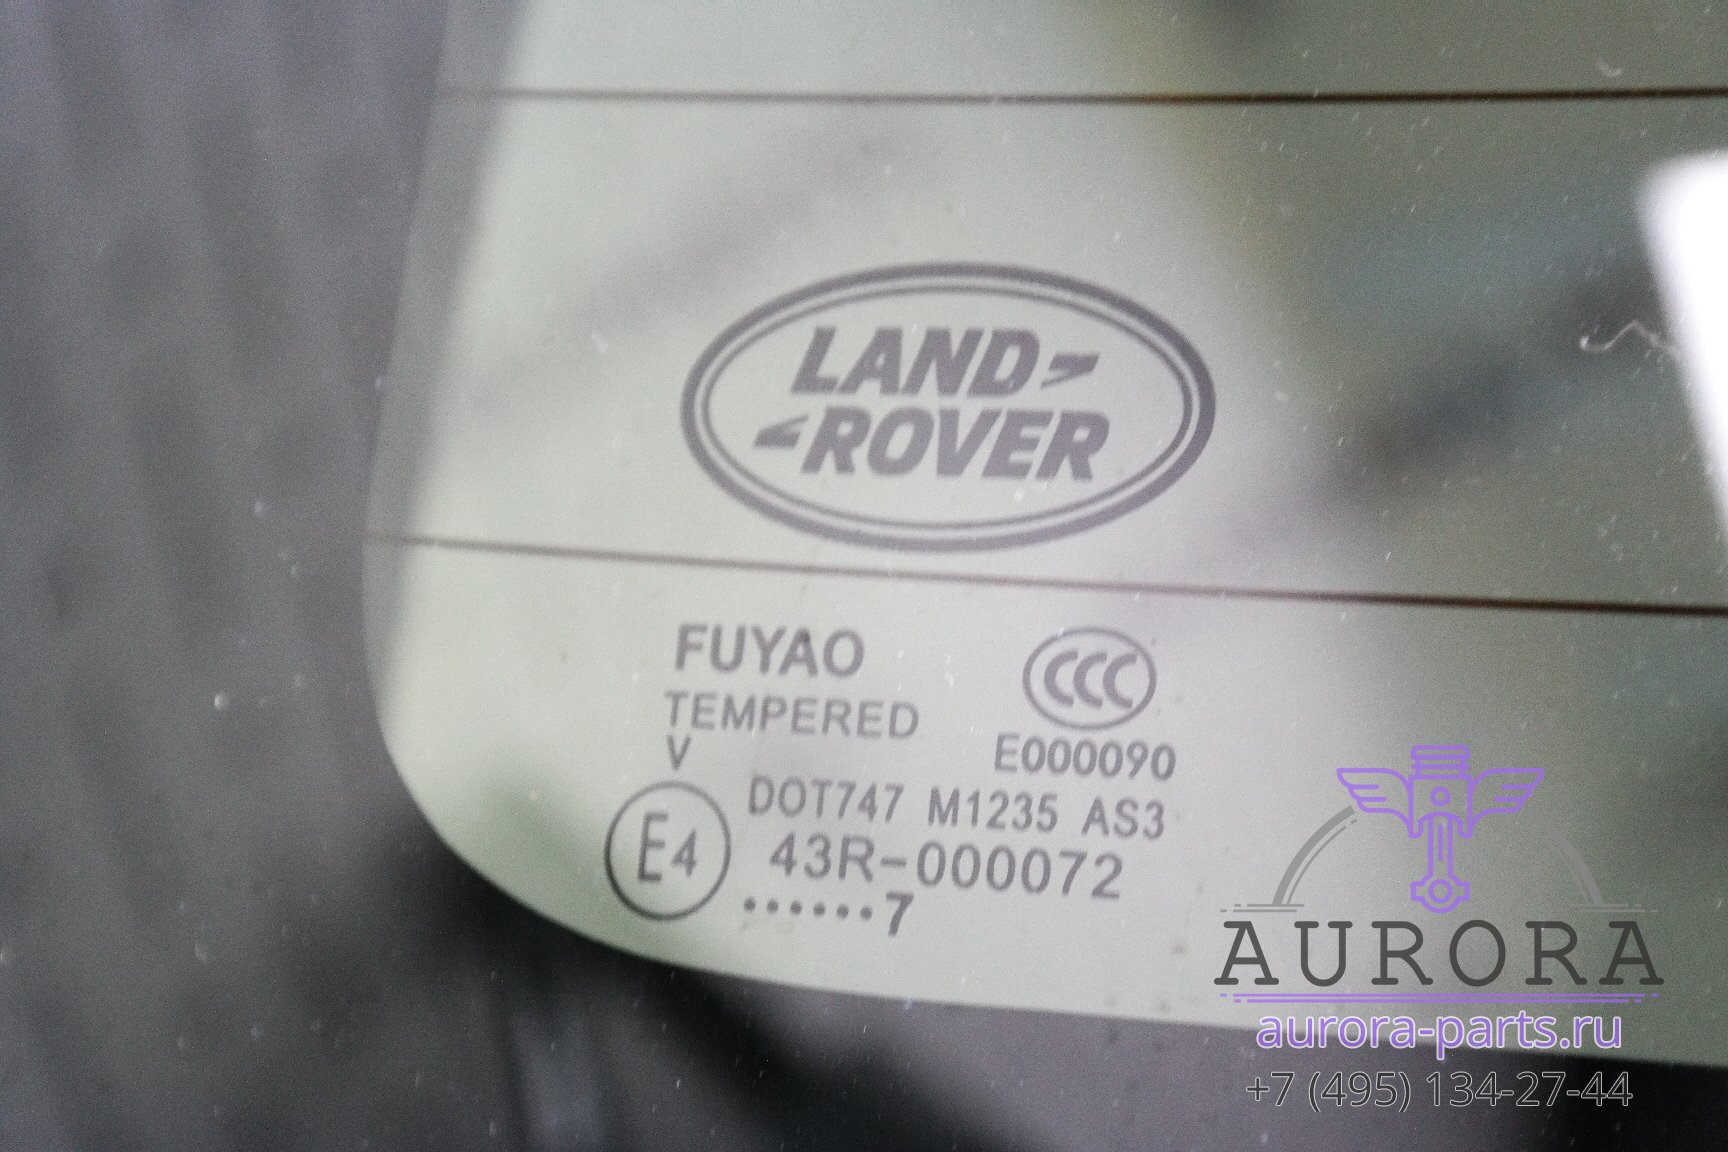 LAND
ROVER
FUYAO
TEMPERED
V
CCC
E000090
DOT747 M1235 AS3
E4
43R-000072
......7
AURORA
aurora-parts.ru
+7 (495) 134-27-44